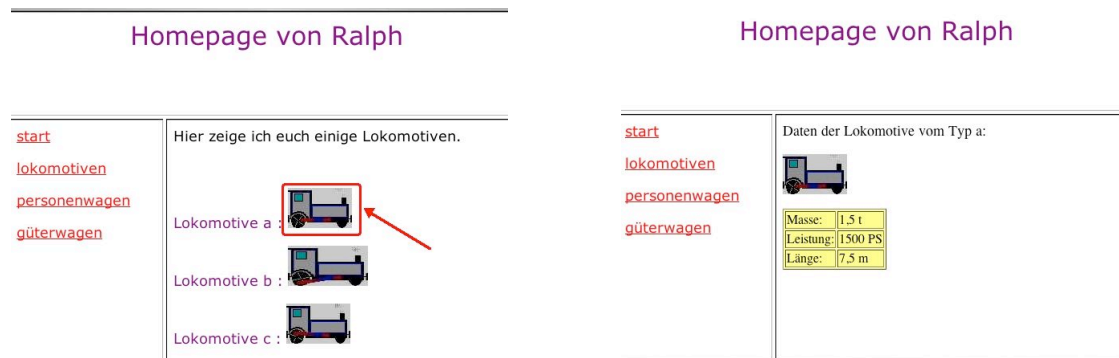 Homepage von Ralph
start
lokomotiven
personenwagen
güterwagen
Hier zeige ich euch einige Lokomotiven.
Lokomotive a :
Lokomotive b :
Lokomotive c :
Homepage von Ralph
start
lokomotiven
personenwagen
güterwagen
Daten der Lokomotive vom Typ a:
Masse: 1,5 t
Leistung: 1500 PS
Länge: 7,5 m